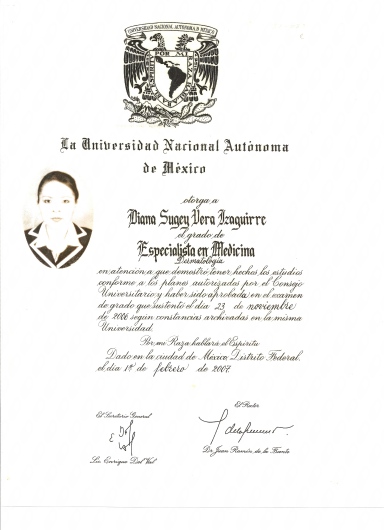 UNIVERSIDAD NACIONAL AUTÓNOMA DE MÉXICO
POR MI RAZA HABLARÁ EL ESPÍRITU
La Universidad Nacional Autónoma
de México
otorga a
Diana Sugey Vera Izaguirre
el grado de
Especialista en Medicina
Dermatología
en atención a que demostró tener hechos los estudios
conforme a los planes autorizados por el Consejo
Universitario y haber sido aprobada en el examen
de grado que sustentó el día 23 de noviembre
de 2006 según constancias archivadas en la misma
Universidad.
Por mi Raza hablará el Espíritu
Dado en la ciudad de México, Distrito Federal,
el día 14 de febrero de 2007.
El Secretario General
El Rector
Lic. Enrique Del Val
Dr. Juan Ramón de la Fuente